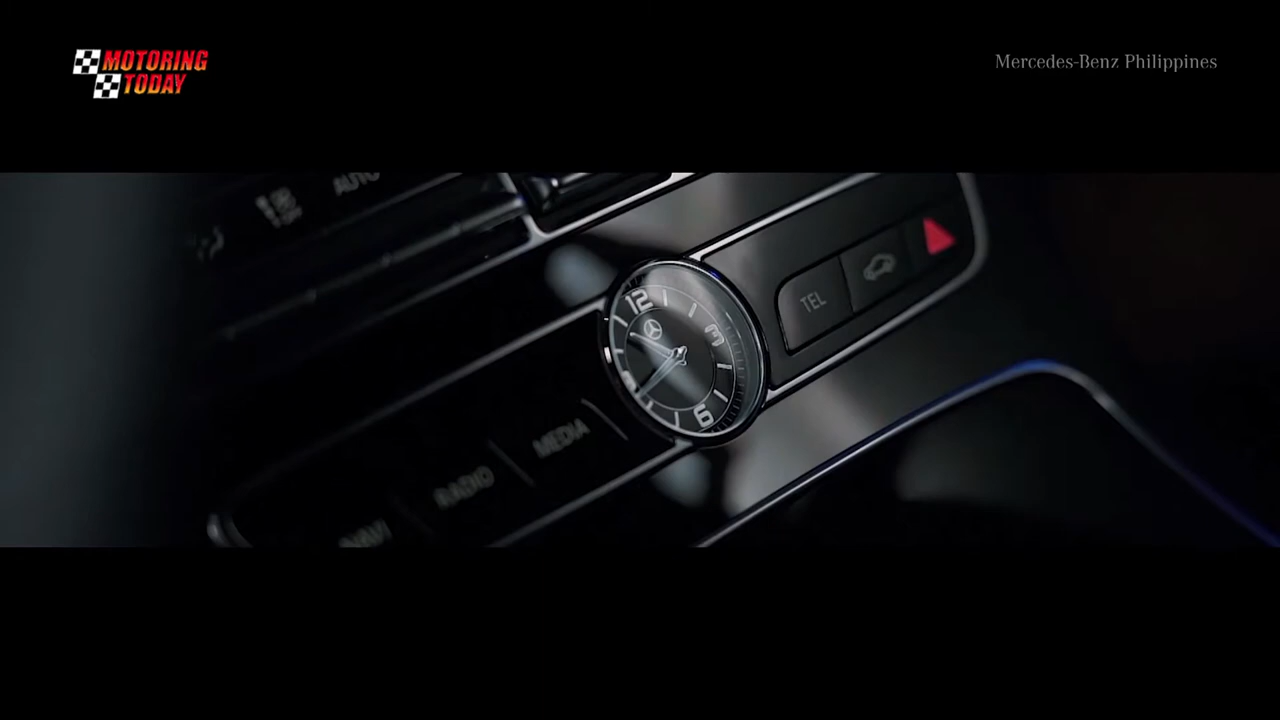 MOTORING
TODAY
Mercedes-Benz Philippines
AUTO
12
3
6
TEL
MEDIA
RADIO
NAVI